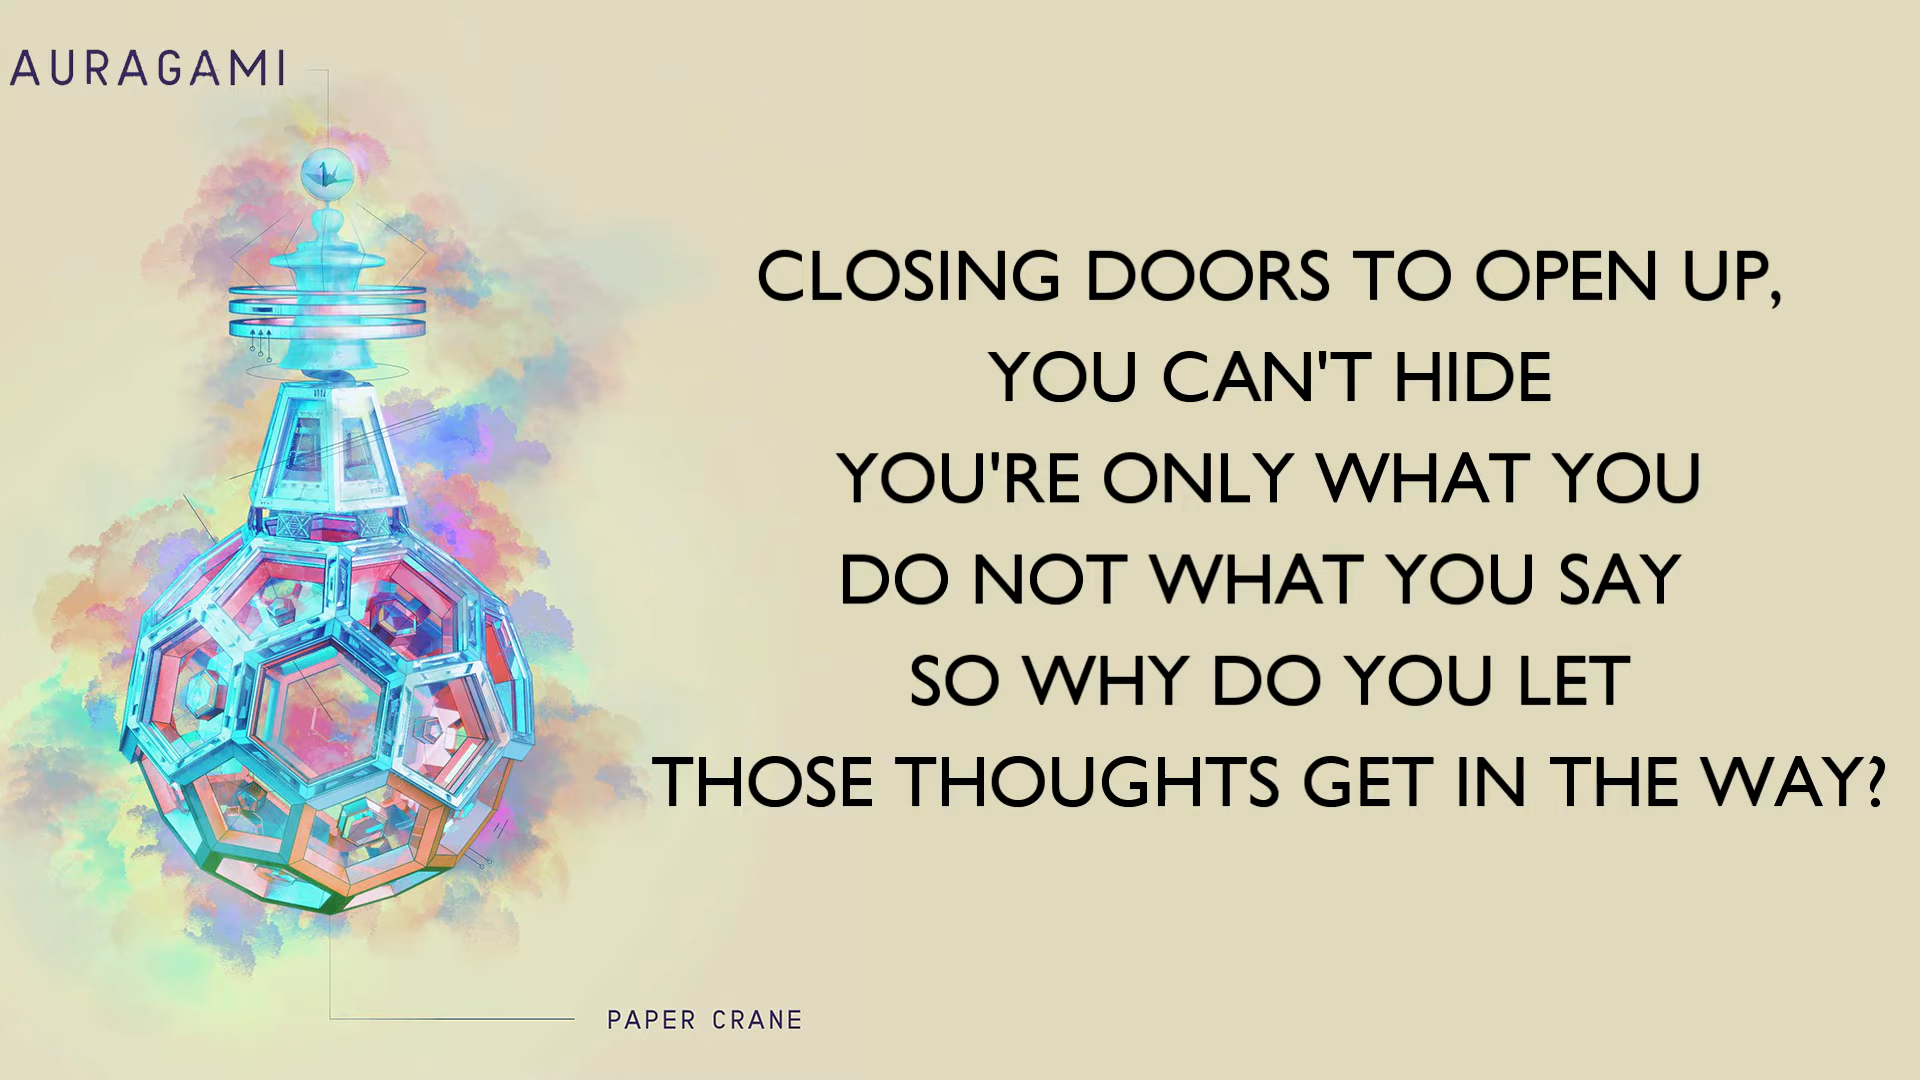 AURAGAMI
CLOSING DOORS TO OPEN UP,
YOU CAN'T HIDE
YOU'RE ONLY WHAT YOU
DO NOT WHAT YOU SAY
SO WHY DO YOU LET
THOSE THOUGHTS GET IN THE WAY?
PAPER CRANE